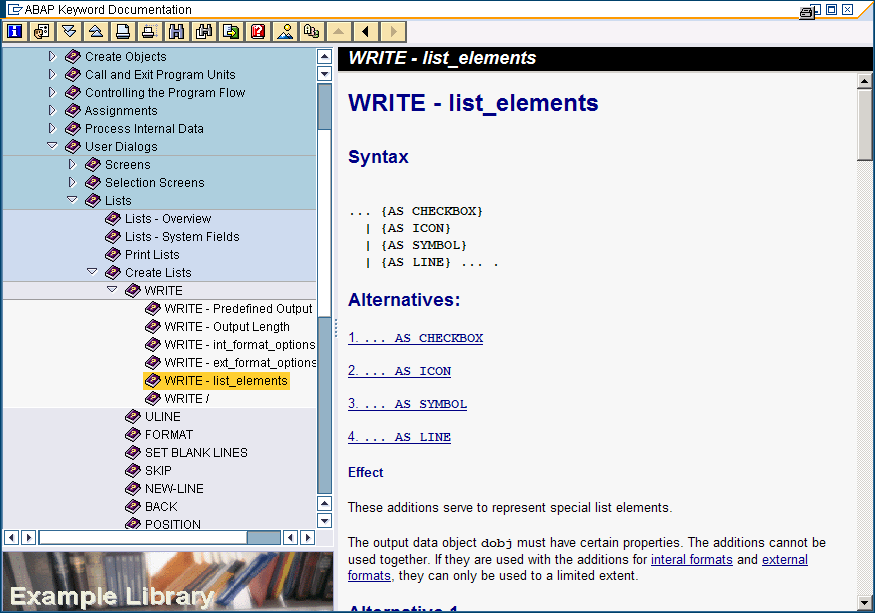 ABAP Keyword Documentation
Create Objects
Call and Exit Program Units
Controlling the Program Flow
Assignments
Process Internal Data
User Dialogs
Screens
Selection Screens
Lists
Lists - Overview
Lists - System Fields
Print Lists
Create Lists
WRITE
WRITE - Predefined Output
WRITE - Output Length
WRITE - int_format_options
WRITE - ext_format_options
WRITE - list_elements
WRITE /
ULINE
FORMAT
SET BLANK LINES
SKIP
NEW-LINE
BACK
POSITION
Example Library
WRITE - list_elements
WRITE - list_elements
Syntax
... {AS CHECKBOX}
| {AS ICON}
| {AS SYMBOL}
| {AS LINE} ... .
Alternatives:
1. ... AS CHECKBOX
2. ... AS ICON
3. ... AS SYMBOL
4. ... AS LINE
Effect
These additions serve to represent special list elements.
The output data object dobj must have certain properties. The additions cannot be
used together. If they are used with the additions for interal formats and external
formats, they can only be used to a limited extent.
Alternative 1